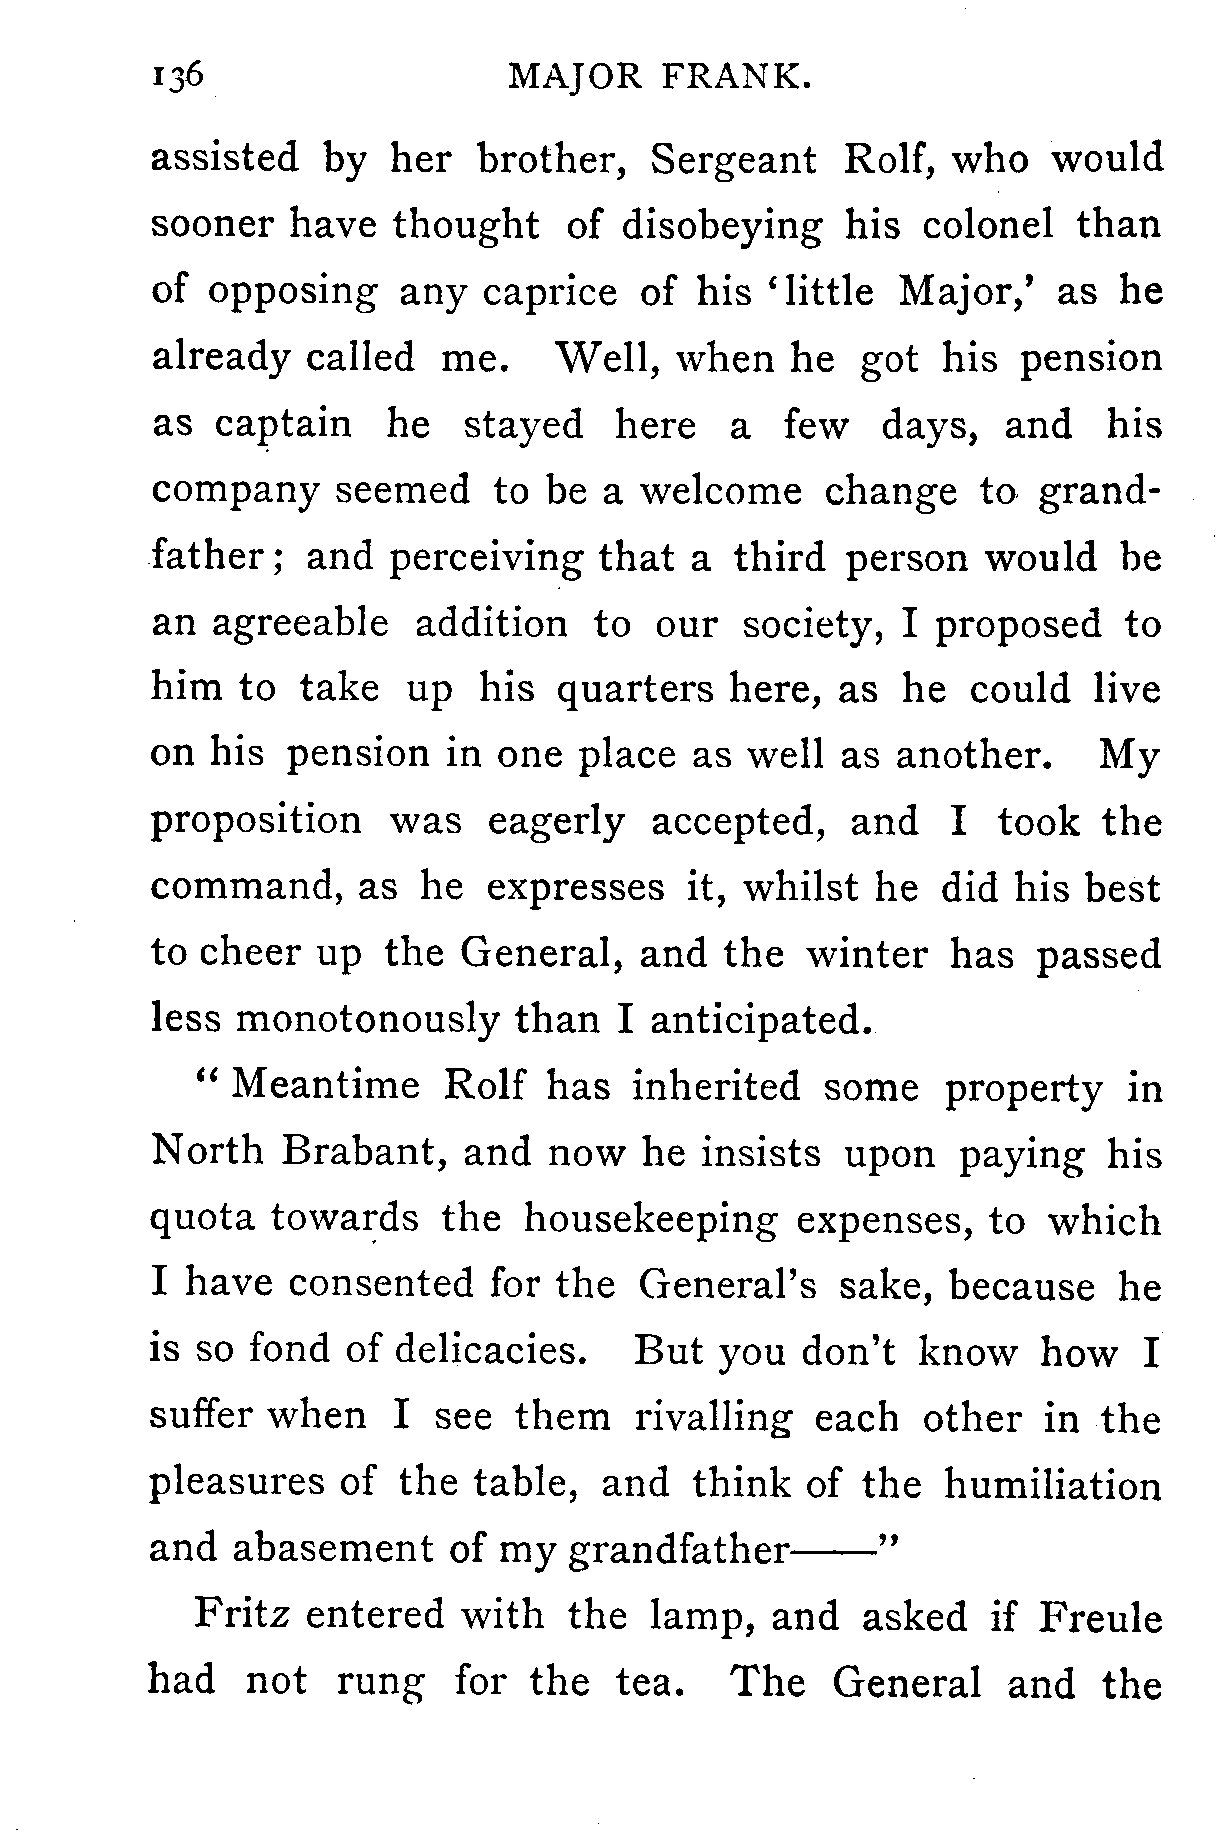 136 MAJOR FRANK.
assisted by her brother, Sergeant Rolf, who would
sooner have thought of disobeying his colonel than
of opposing any caprice of his ‘little Major,’ as he
already called me. Well, when he got his pension
as captain he stayed here a few days, and his
company seemed to be a welcome change to grand-
father; and perceiving that a third person would be
an agreeable addition to our society, I proposed to
him to take up his quarters here, as he could live
on his pension in one place as well as another. My
proposition was eagerly accepted, and I took the
command, as he expresses it, whilst he did his best
to cheer up the General, and the winter has passed
less monotonously than I anticipated.
“Meantime Rolf has inherited some property in
North Brabant, and now he insists upon paying his
quota towards the housekeeping expenses, to which
I have consented for the General’s sake, because he
is so fond of delicacies. But you don’t know how I
suffer when I see them rivalling each other in the
pleasures of the table, and think of the humiliation
and abasement of my grandfather——”
Fritz entered with the lamp, and asked if Freule
had not rung for the tea. The General and the